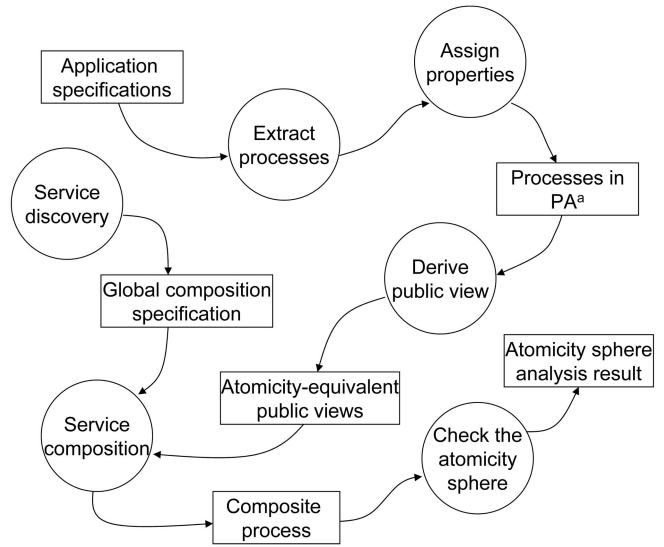 Application
specifications
Extract
processes
Assign
properties
Processes in
PAᵃ
Derive
public view
Service
discovery
Global composition
specification
Atomicity-equivalent
public views
Service
composition
Composite
process
Check the
atomicity
sphere
Atomicity sphere
analysis result